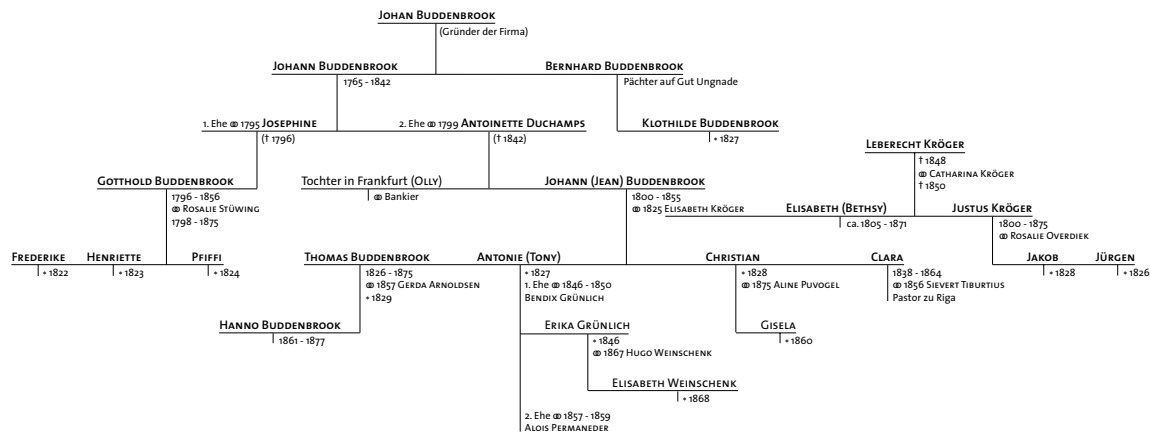 Johan Buddenbrook
(Gründer der Firma)
Johann Buddenbrook
1765 - 1842
Bernhard Buddenbrook
Pächter auf Gut Ungnade
1. Ehe ⚭ 1795 Josephine
(† 1796)
2. Ehe ⚭ 1799 Antoinette Duchamps
(† 1842)
Klothilde Buddenbrook
* 1827
Leberecht Kröger
† 1848
⚭ Catharina Kröger
† 1850
Gotthold Buddenbrook
1796 - 1856
⚭ Rosalie Stüwing
1798 - 1875
Tochter in Frankfurt (Olly)
⚭ Bankier
Johann (Jean) Buddenbrook
1800 - 1855
⚭ 1825 Elisabeth Kröger
Elisabeth (Bethsy)
ca. 1805 - 1871
Justus Kröger
1800 - 1875
⚭ Rosalie Overdiek
Frederike
* 1822
Henriette
* 1823
Pfiffi
* 1824
Thomas Buddenbrook
1826 - 1875
⚭ 1857 Gerda Arnoldsen
* 1829
Antonie (Tony)
* 1827
1. Ehe ⚭ 1846 - 1850
Bendix Grünlich
Christian
* 1828
⚭ 1875 Aline Puvogel
Clara
1838 - 1864
⚭ 1856 Sievert Tiburtius
Pastor zu Riga
Jakob
* 1828
Jürgen
* 1826
Hanno Buddenbrook
1861 - 1877
Erika Grünlich
* 1846
⚭ 1867 Hugo Weinschenk
Gisela
* 1860
Elisabeth Weinschenk
* 1868
2. Ehe ⚭ 1857 - 1859
Alois Permaneder